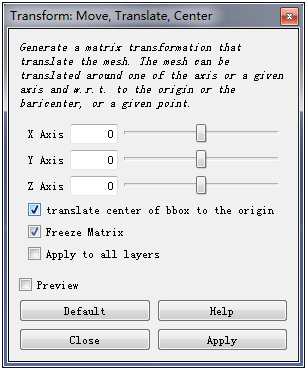 Transform: Move, Translate, Center
Generate a matrix transformation that
translate the mesh. The mesh can be
translated around one of the axis or a given
axis and w.r.t. to the origin or the
baricenter, or a given point.
X Axis 0
Y Axis 0
Z Axis 0
translate center of bbox to the origin
Freeze Matrix
Apply to all layers
Preview
Default Help
Close Apply